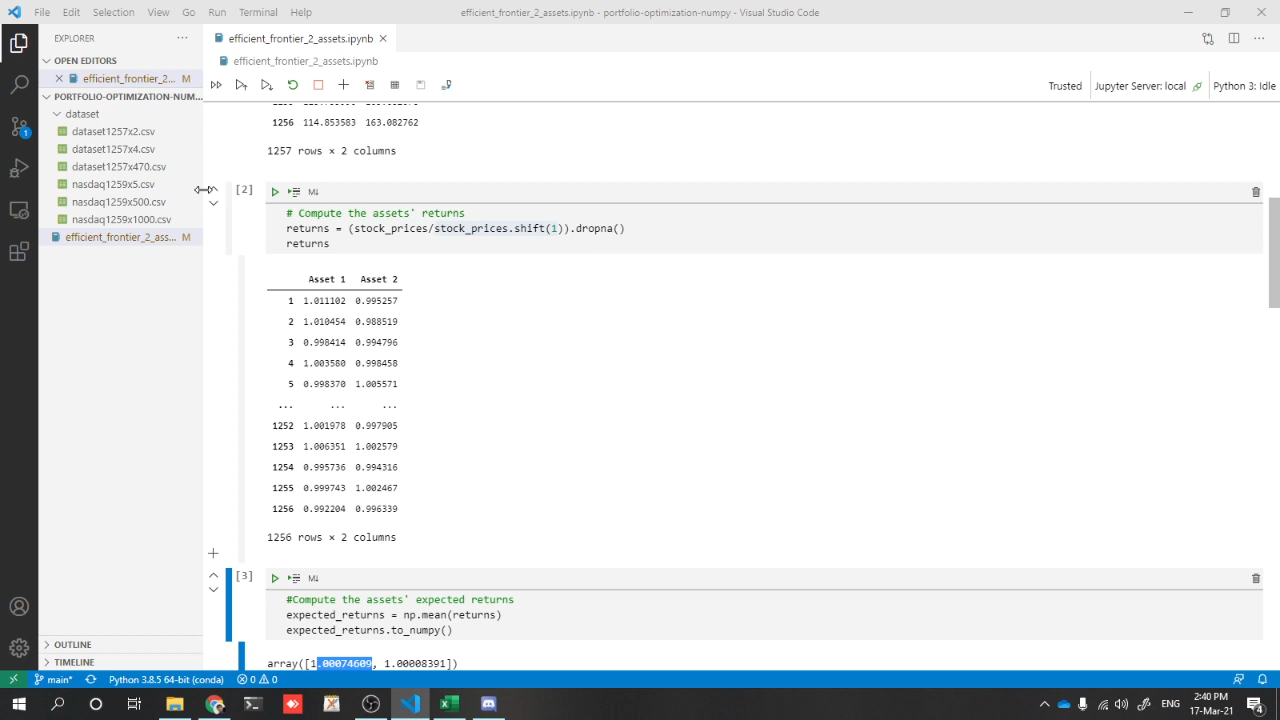 File Edit Selection View Go Run Terminal Help
efficient_frontier_2_assets.ipynb - portfolio-optimization-numpy - Visual Studio Code
EXPLORER
efficient_frontier_2_assets.ipynb
OPEN EDITORS
efficient_frontier_2_assets.ipynb
efficient_frontier_2... M
PORTFOLIO-OPTIMIZATION-NUM...
Trusted
Jupyter Server: local
Python 3: Idle
dataset
dataset1257x2.csv
dataset1257x4.csv
dataset1257x470.csv
nasdaq1259x5.csv
nasdaq1259x500.csv
nasdaq1259x1000.csv
efficient_frontier_2_ass... M
1256 114.853583 163.082762
1257 rows × 2 columns
[2]
M↓
# Compute the assets' returns
returns = (stock_prices/stock_prices.shift(1)).dropna()
returns
Asset 1 Asset 2
1 1.011102 0.995257
2 1.010454 0.988519
3 0.998414 0.994796
4 1.003580 0.998458
5 0.998370 1.005571
... ... ...
1252 1.001978 0.997905
1253 1.006351 1.002579
1254 0.995736 0.994316
1255 0.999743 1.002467
1256 0.992204 0.996339
1256 rows × 2 columns
[3]
M↓
#Compute the assets' expected returns
expected_returns = np.mean(returns)
expected_returns.to_numpy()
array([1.00074609, 1.00008391])
OUTLINE
TIMELINE
main*
Python 3.8.5 64-bit (conda)
0
0
1
ENG
2:40 PM
17-Mar-21
4